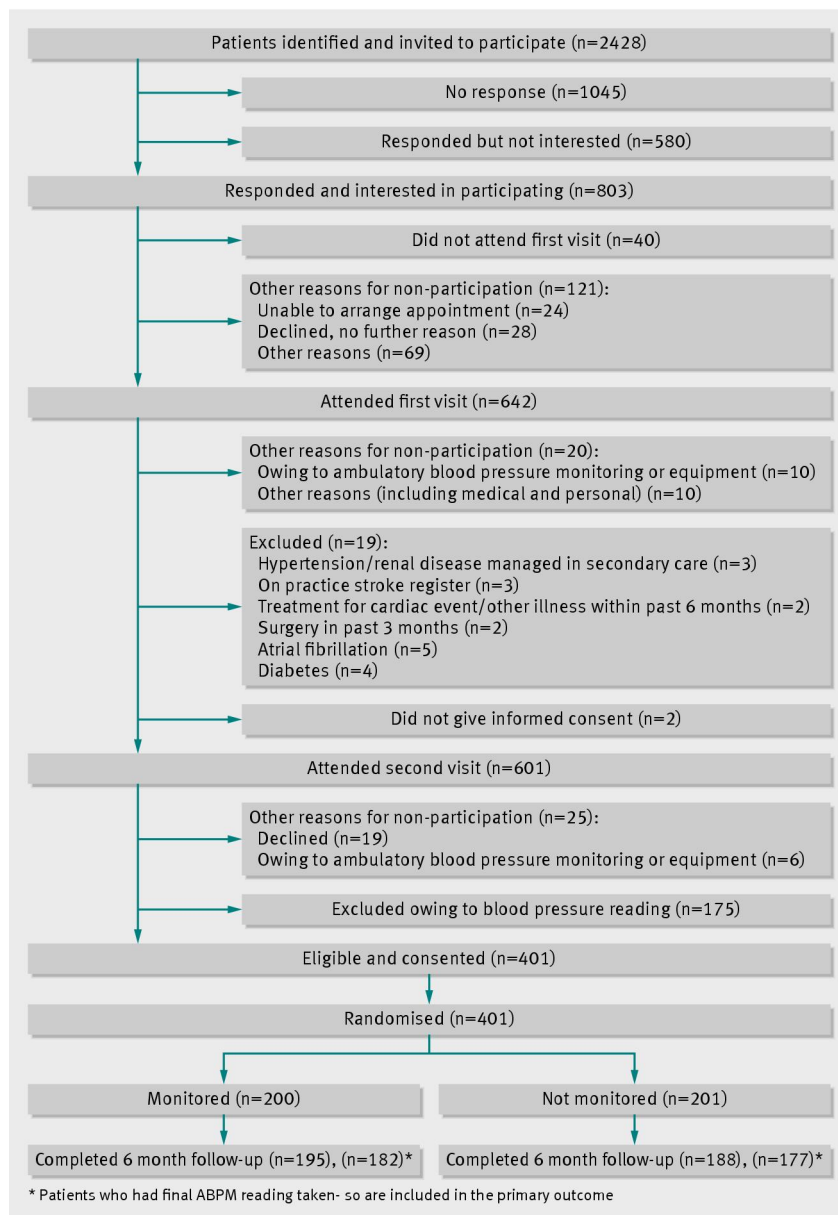 Patients identified and invited to participate (n=2428)
No response (n=1045)
Responded but not interested (n=580)
Responded and interested in participating (n=803)
Did not attend first visit (n=40)
Other reasons for non-participation (n=121):
Unable to arrange appointment (n=24)
Declined, no further reason (n=28)
Other reasons (n=69)
Attended first visit (n=642)
Other reasons for non-participation (n=20):
Owing to ambulatory blood pressure monitoring or equipment (n=10)
Other reasons (including medical and personal) (n=10)
Excluded (n=19):
Hypertension/renal disease managed in secondary care (n=3)
On practice stroke register (n=3)
Treatment for cardiac event/other illness within past 6 months (n=2)
Surgery in past 3 months (n=2)
Atrial fibrillation (n=5)
Diabetes (n=4)
Did not give informed consent (n=2)
Attended second visit (n=601)
Other reasons for non-participation (n=25):
Declined (n=19)
Owing to ambulatory blood pressure monitoring or equipment (n=6)
Excluded owing to blood pressure reading (n=175)
Eligible and consented (n=401)
Randomised (n=401)
Monitored (n=200)
Not monitored (n=201)
Completed 6 month follow-up (n=195), (n=182)*
Completed 6 month follow-up (n=188), (n=177)*
* Patients who had final ABPM reading taken- so are included in the primary outcome